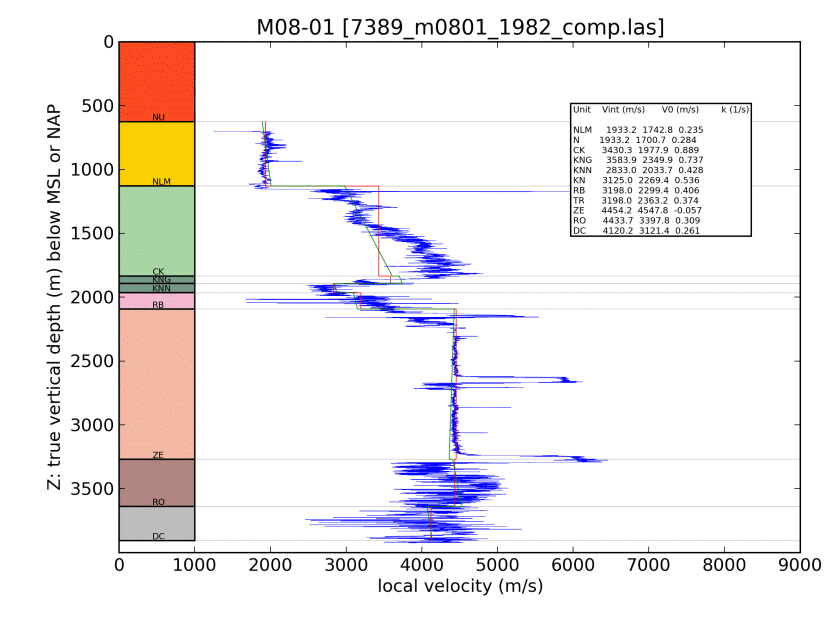 M08-01 [7389_m0801_1982_comp.las]
Z: true vertical depth (m) below MSL or NAP
0
500
1000
1500
2000
2500
3000
3500
NU
NLM
CK
KNG
KNN
RB
ZE
RO
DC
Unit Vint (m/s) V0 (m/s) k (1/s)
NLM 1933.2 1742.8 0.235
N 1933.2 1700.7 0.284
CK 3430.3 1977.9 0.889
KNG 3583.9 2349.9 0.737
KNN 2833.0 2033.7 0.428
KN 3125.0 2269.4 0.536
RB 3198.0 2299.4 0.406
TR 3198.0 2363.2 0.374
ZE 4454.2 4547.8 -0.057
RO 4433.7 3397.8 0.309
DC 4120.2 3121.4 0.261
0 1000 2000 3000 4000 5000 6000 7000 8000 9000
local velocity (m/s)